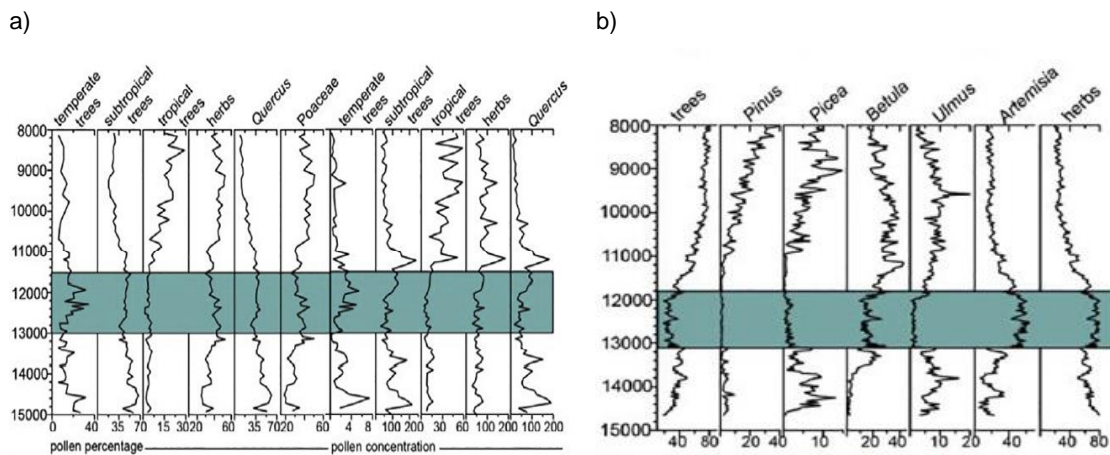 a)
b)
temperate trees
subtropical trees
tropical trees
herbs
Quercus
Poaceae
temperate trees
subtropical trees
tropical trees
herbs
Quercus
trees
Pinus
Picea
Betula
Ulmus
Artemisia
herbs
8000
9000
10000
11000
12000
13000
14000
15000
0 40 35 70 15 30 20 60 35 70 20 60 4 8 100 200 30 60 100 200 100 200
pollen percentage
pollen concentration
8000
9000
10000
11000
12000
13000
14000
15000
40 80 20 40 10 20 40 10 20 40 40 80